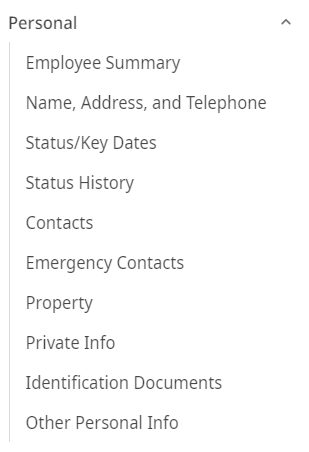 Personal
Employee Summary
Name, Address, and Telephone
Status/Key Dates
Status History
Contacts
Emergency Contacts
Property
Private Info
Identification Documents
Other Personal Info